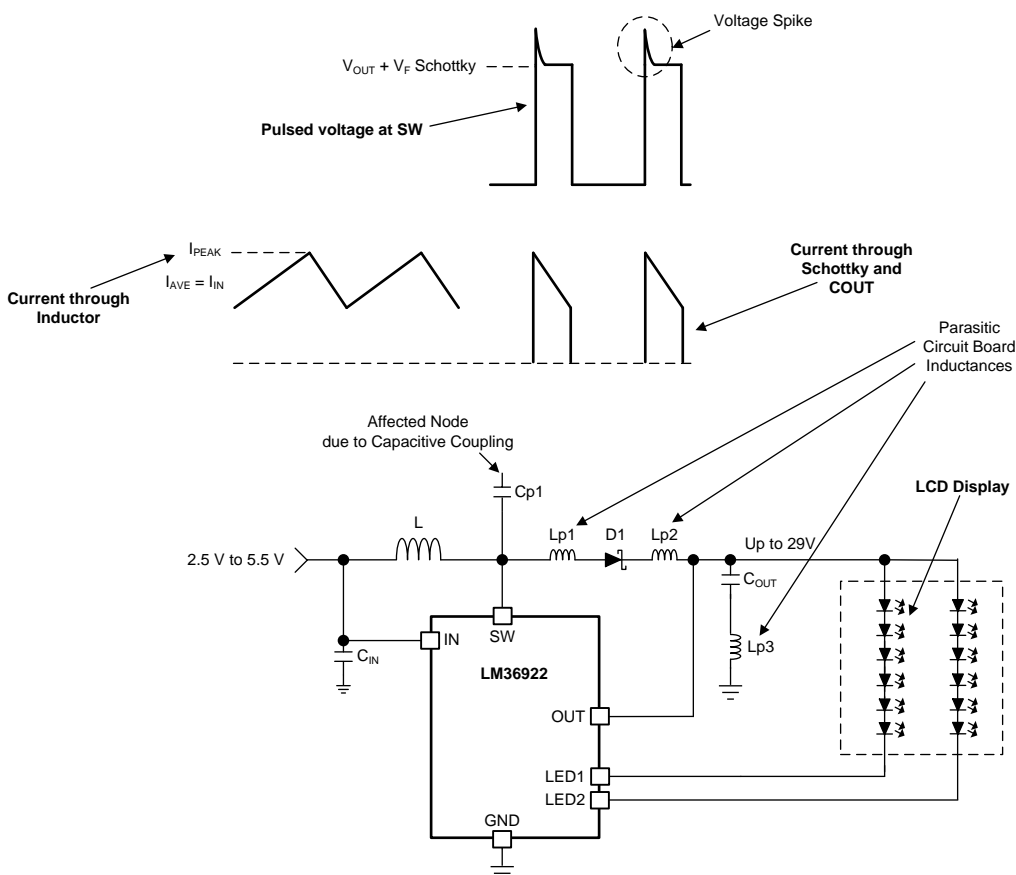 Voltage Spike
V_OUT + V_F Schottky
Pulsed voltage at SW
I_PEAK
I_AVE = I_IN
Current through
Inductor
Current through
Schottky and
COUT
Parasitic
Circuit Board
Inductances
Affected Node
due to Capacitive Coupling
Cp1
LCD Display
L
Lp1
D1
Lp2
2.5 V to 5.5 V
Up to 29V
C_OUT
IN
SW
Lp3
C_IN
LM36922
OUT
LED1
LED2
GND